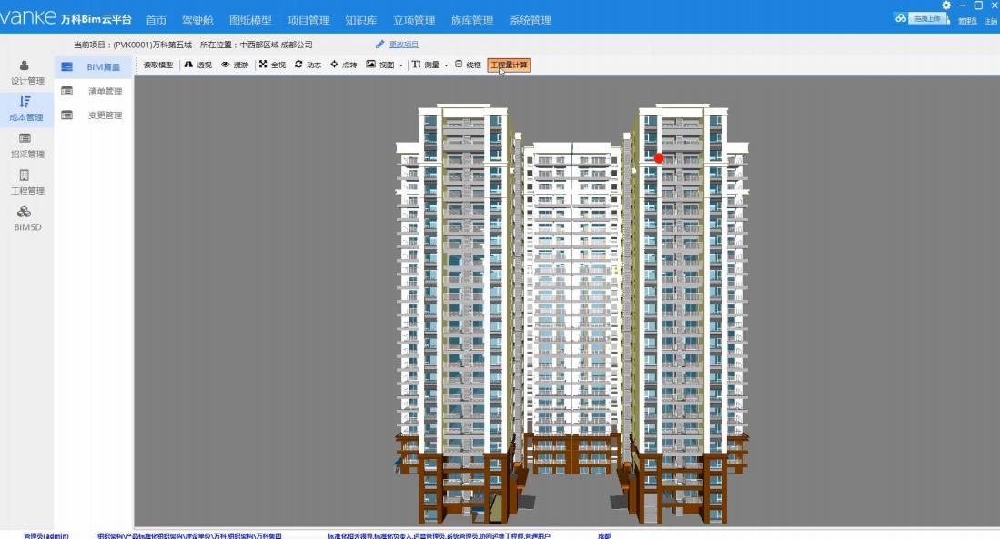 vanke 万科Bim云平台 首页 驾驶舱 图纸模型 项目管理 知识库 立项管理 族库管理 系统管理 拖拽上传 管理员 注销
当前项目：(PVK0001)万科第五城 所在位置：中西部区域 成都公司 更改项目
设计管理
成本管理
招采管理
工程管理
BIM5D
BIM算量
清单管理
变更管理
读取模型 透视 漫游 全视 动态 点转 视图 测量 线框 工程量计算
管理员(admin) 组织架构\产品标准化组织架构\建设单位\万科,组织架构\万科集团 标准化相关领导,标准化负责人,运营管理员,系统管理员,协同运维工程师,普通用户 成都